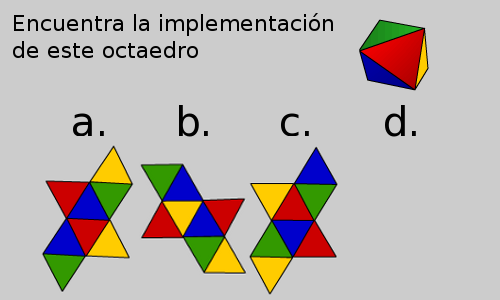 Encuentra la implementación
de este octaedro
a. b. c. d.